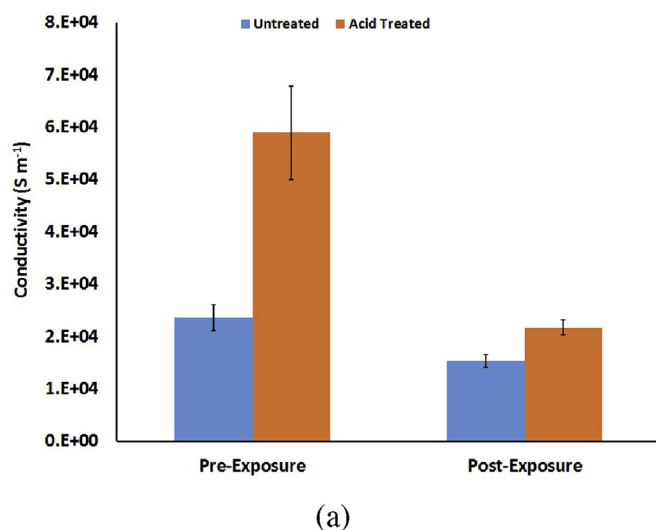 8.E+04
Untreated Acid Treated
7.E+04
6.E+04
5.E+04
4.E+04
3.E+04
2.E+04
1.E+04
0.E+00
Conductivity (S m⁻¹)
Pre-Exposure Post-Exposure
(a)